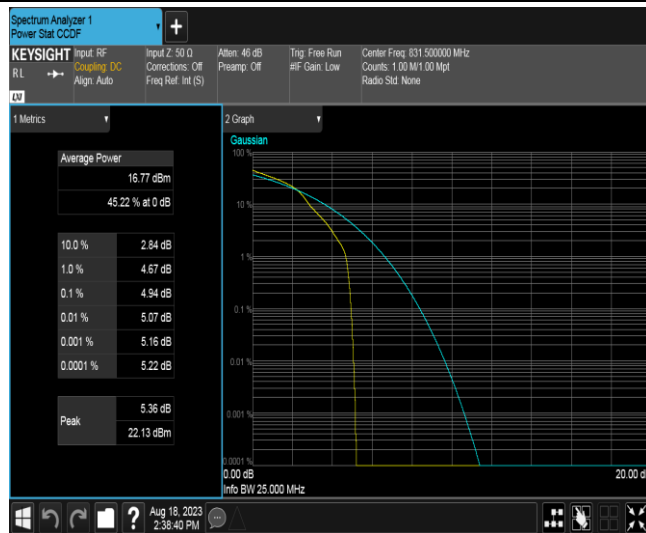 Spectrum Analyzer 1
Power Stat CCDF
+
KEYSIGHT
RL
Input: RF
Coupling: DC
Align: Auto
Input Z: 50 Ω
Corrections: Off
Freq Ref: Int (S)
Atten: 46 dB
Preamp: Off
Trig: Free Run
#IF Gain: Low
Center Freq: 831.500000 MHz
Counts: 1.00 M/1.00 Mpt
Radio Std: None
1 Metrics
Average Power
16.77 dBm
45.22 % at 0 dB
10.0 % 2.84 dB
1.0 % 4.67 dB
0.1 % 4.94 dB
0.01 % 5.07 dB
0.001 % 5.16 dB
0.0001 % 5.22 dB
Peak
5.36 dB
22.13 dBm
2 Graph
Gaussian
100 %
10 %
1 %
0.1 %
0.01 %
0.001 %
0.0001 %
0.00 dB
20.00 d
Info BW 25.000 MHz
?
Aug 18, 2023
2:38:40 PM